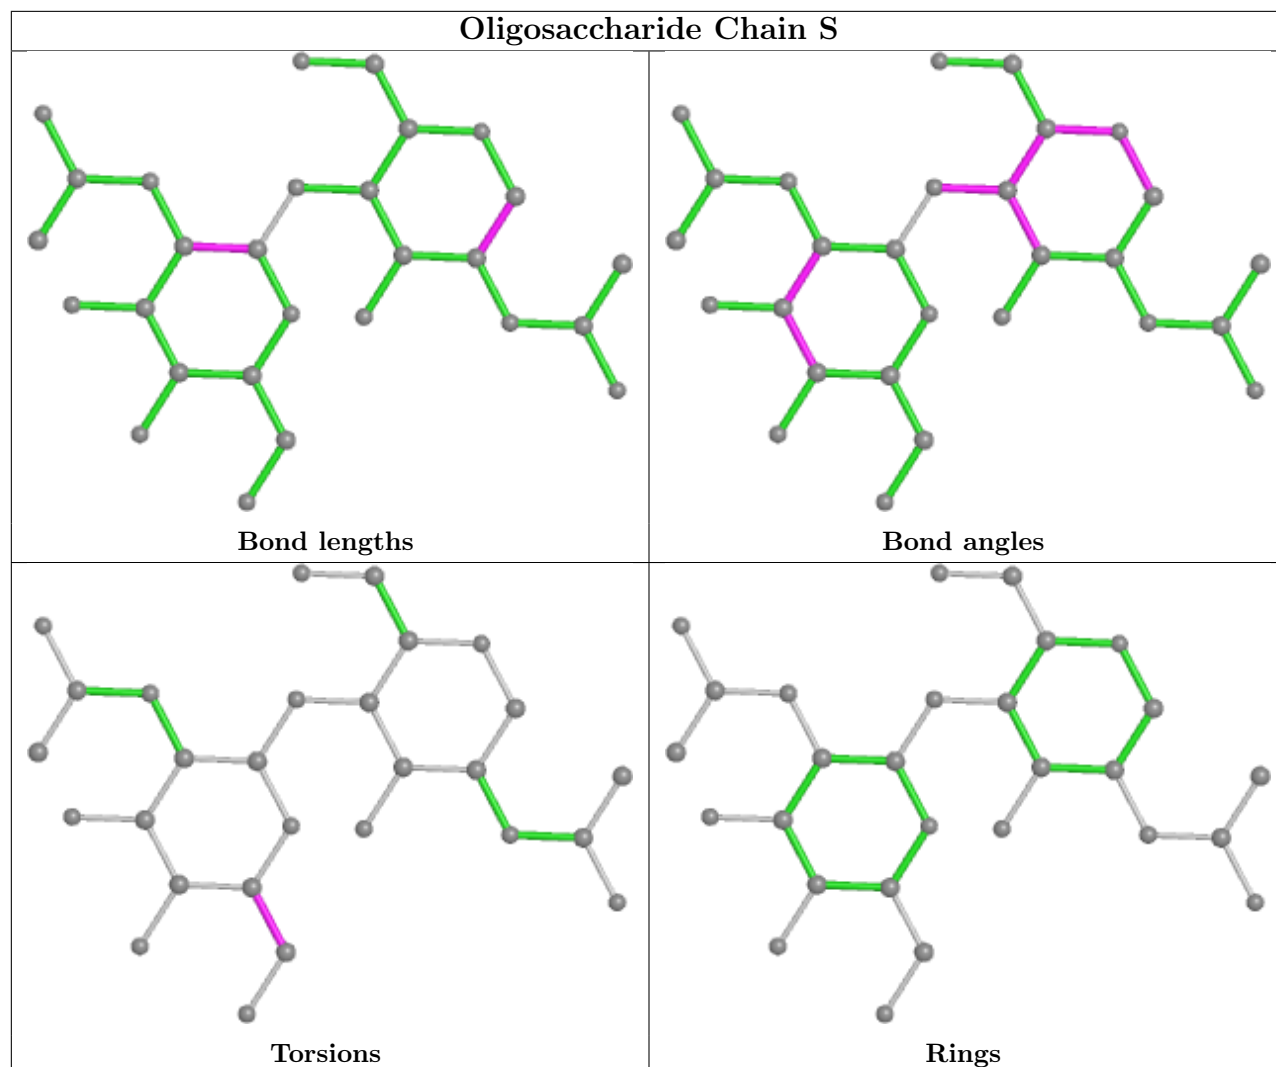 Oligosaccharide Chain S
Bond lengths
Bond angles
Torsions
Rings